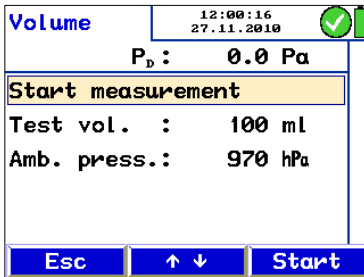 Volume
12:00:16
27.11.2010
P_D: 0.0 Pa
Start measurement
Test vol. : 100 ml
Amb. press.: 970 hPa
Esc ↑ ↓ Start